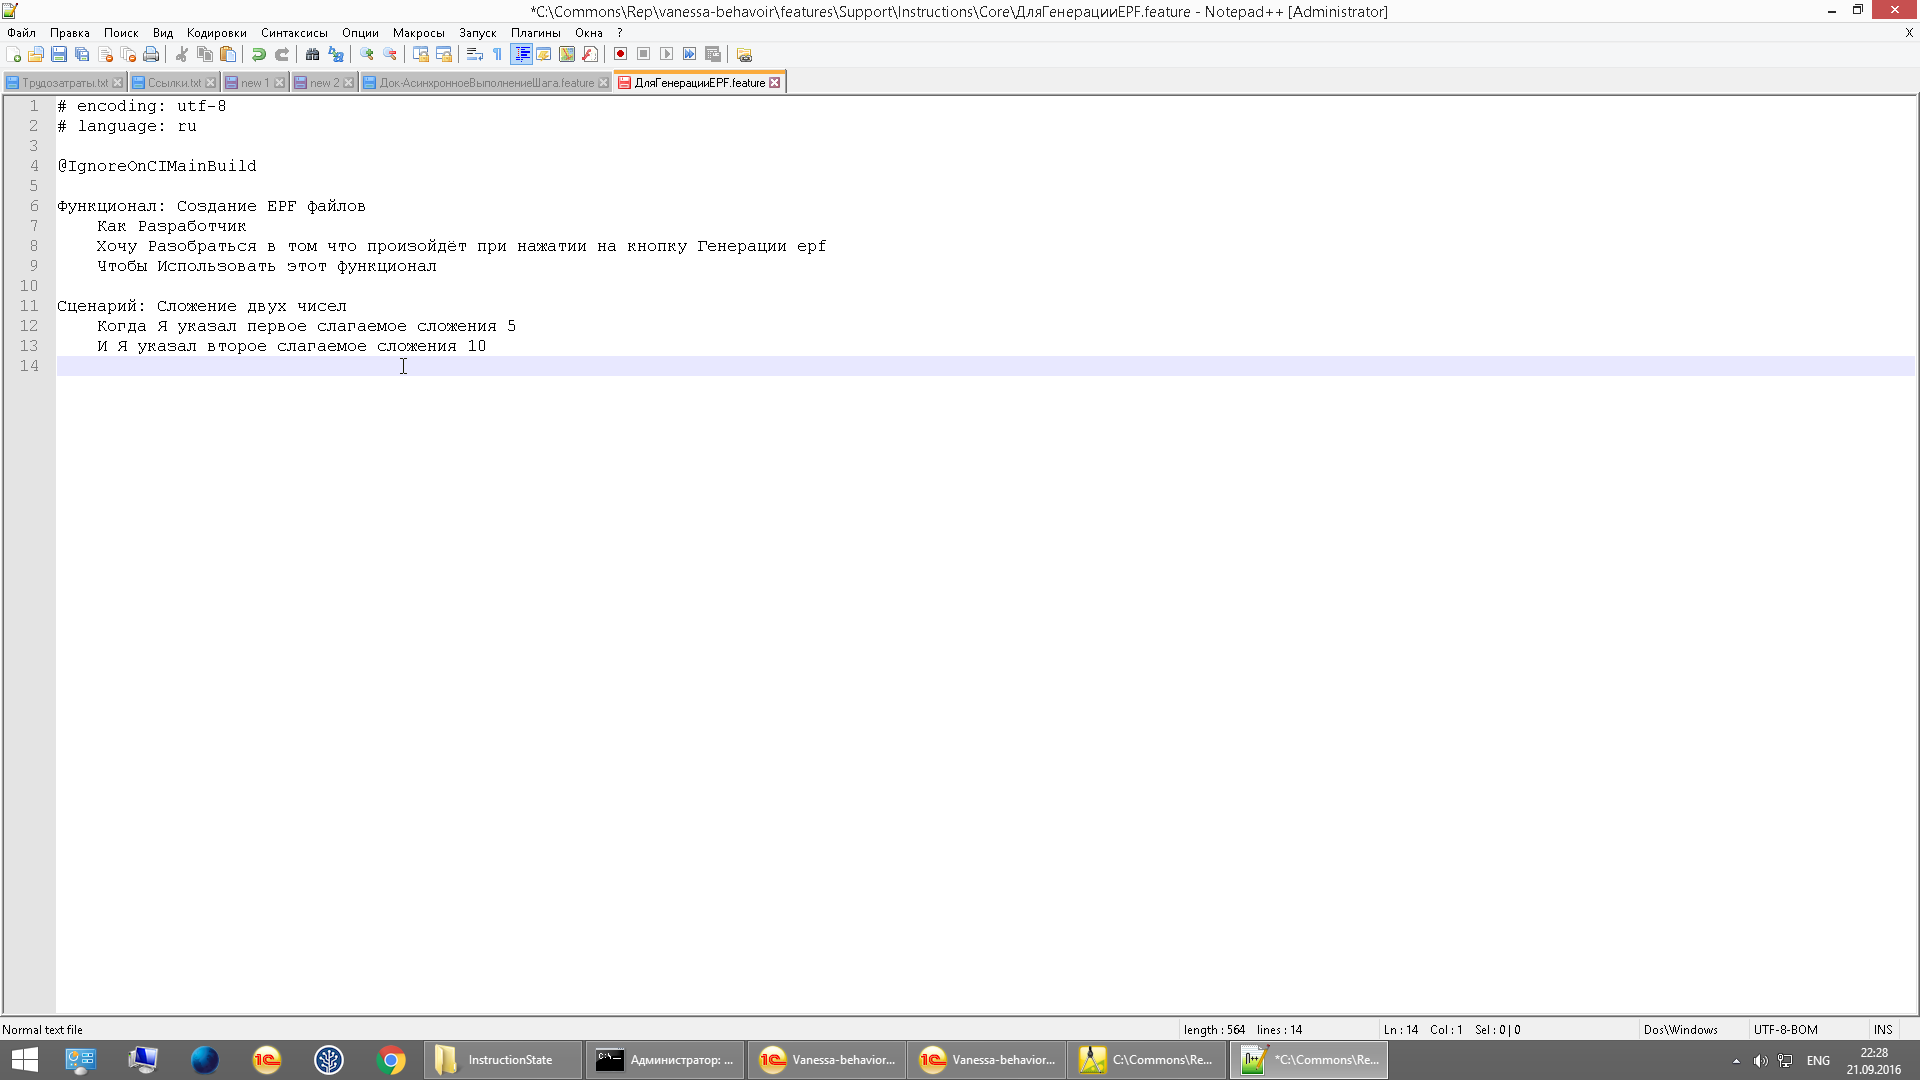 *C:\Commons\Rep\vanessa-behavoir\features\Support\Instructions\Core\ДляГенерацииEPF.feature - Notepad++ [Administrator]
Файл Правка Поиск Вид Кодировки Синтаксисы Опции Макросы Запуск Плагины Окна ? X
Трудозатраты.txt Ссылки.txt new 1 new 2 Док-АсинхронноеВыполнениеШага.feature ДляГенерацииEPF.feature
1 # encoding: utf-8
2 # language: ru
3
4 @IgnoreOnCIMainBuild
5
6 Функционал: Создание EPF файлов
7 Как Разработчик
8 Хочу Разобраться в том что произойдёт при нажатии на кнопку Генерации epf
9 Чтобы Использовать этот функционал
10
11 Сценарий: Сложение двух чисел
12 Когда Я указал первое слагаемое сложения 5
13 И Я указал второе слагаемое сложения 10
14
Normal text file length : 564 lines : 14 Ln : 14 Col : 1 Sel : 0 | 0 Dos\Windows UTF-8-BOM INS
InstructionState Администратор: ... Vanessa-behavior... Vanessa-behavior... C:\Commons\Re... *C:\Commons\Re... ENG 22:28
21.09.2016